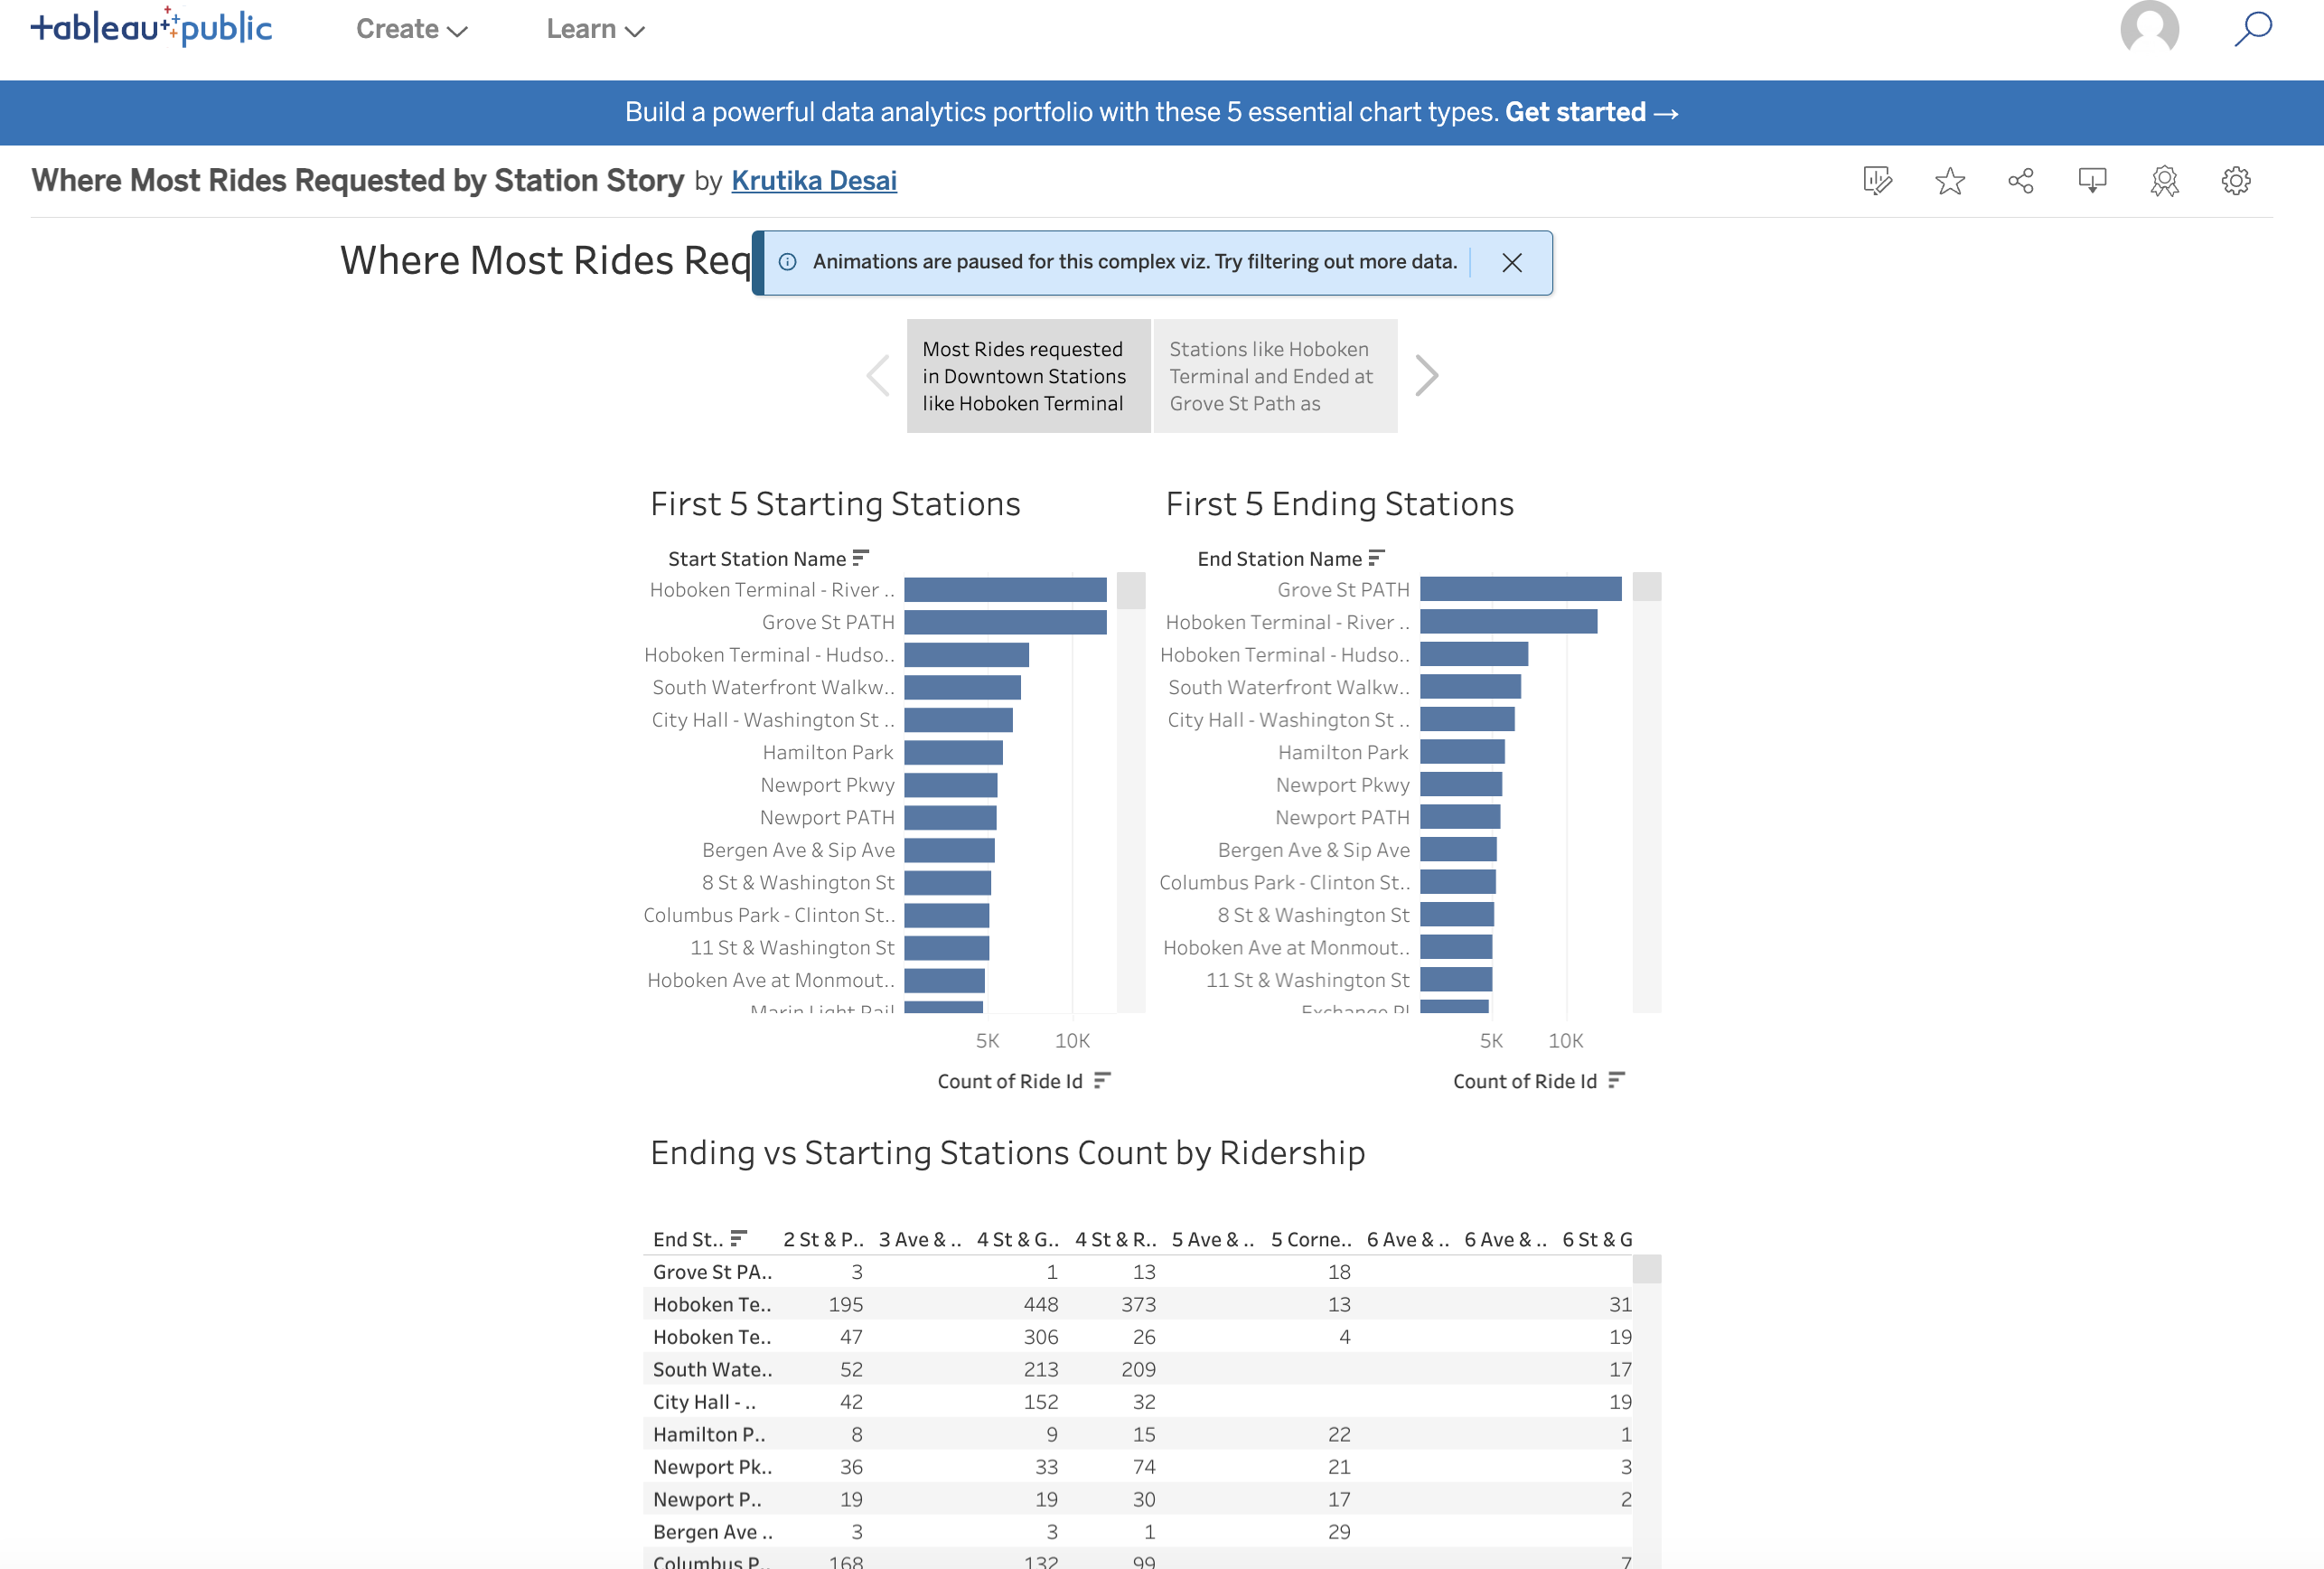 tableau public
Create
Learn
Build a powerful data analytics portfolio with these 5 essential chart types. Get started →
Where Most Rides Requested by Station Story by Krutika Desai
Where Most Rides Req
Animations are paused for this complex viz. Try filtering out more data.
Most Rides requested
in Downtown Stations
like Hoboken Terminal
Stations like Hoboken
Terminal and Ended at
Grove St Path as
First 5 Starting Stations
Start Station Name
Hoboken Terminal - River ..
Grove St PATH
Hoboken Terminal - Hudso..
South Waterfront Walkw..
City Hall - Washington St ..
Hamilton Park
Newport Pkwy
Newport PATH
Bergen Ave & Sip Ave
8 St & Washington St
Columbus Park - Clinton St..
11 St & Washington St
Hoboken Ave at Monmout..
Marin Light Rail
5K 10K
Count of Ride Id
First 5 Ending Stations
End Station Name
Grove St PATH
Hoboken Terminal - River ..
Hoboken Terminal - Hudso..
South Waterfront Walkw..
City Hall - Washington St ..
Hamilton Park
Newport Pkwy
Newport PATH
Bergen Ave & Sip Ave
Columbus Park - Clinton St..
8 St & Washington St
Hoboken Ave at Monmout..
11 St & Washington St
Exchange Pl
5K 10K
Count of Ride Id
Ending vs Starting Stations Count by Ridership
End St.. 2 St & P.. 3 Ave & .. 4 St & G.. 4 St & R.. 5 Ave & .. 5 Corne.. 6 Ave & .. 6 Ave & .. 6 St & G
Grove St PA.. 3 1 13 18
Hoboken Te.. 195 448 373 13 31
Hoboken Te.. 47 306 26 4 19
South Wate.. 52 213 209 17
City Hall - .. 42 152 32 19
Hamilton P.. 8 9 15 22 1
Newport Pk.. 36 33 74 21 3
Newport P.. 19 19 30 17 2
Bergen Ave .. 3 3 1 29
Columbus P.. 168 132 99 7